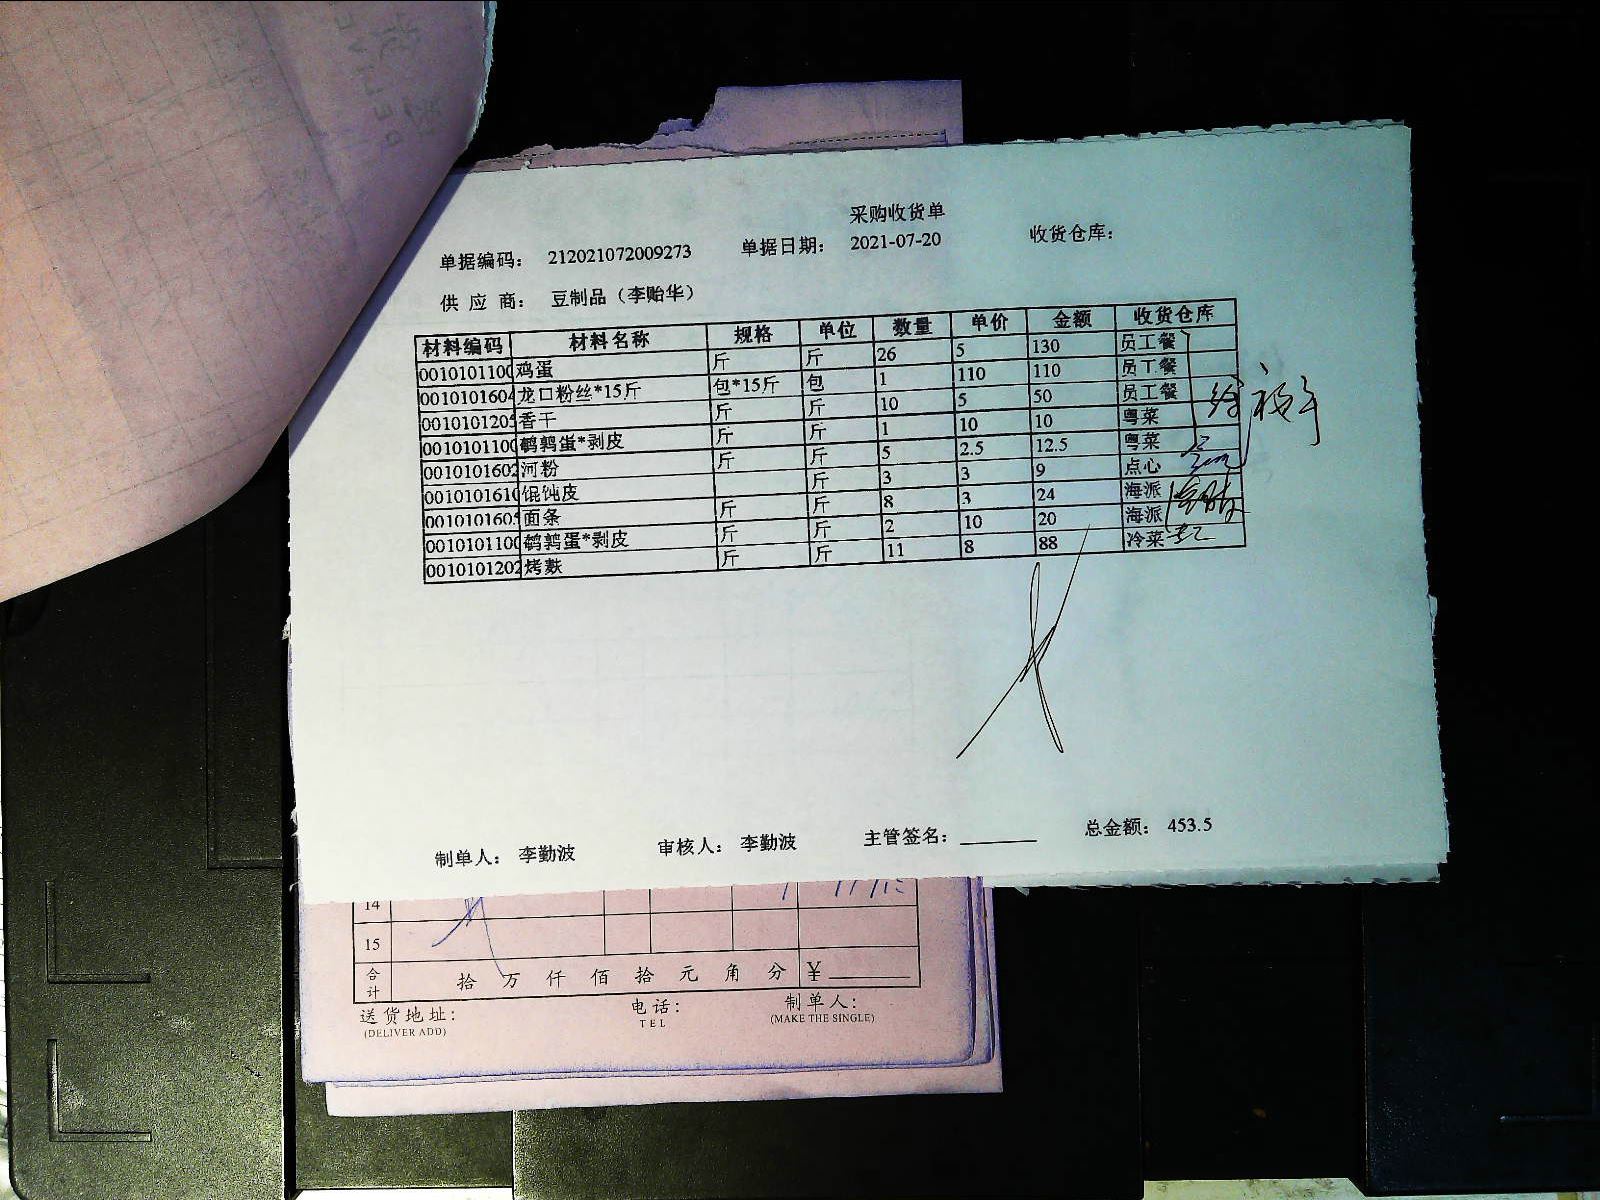 采购收货单
单据编码： 212021072009273 单据日期： 2021-07-20 收货仓库：
供 应 商： 豆制品（李贻华）
材料编码 材料名称 规格 单位 数量 单价 金额 收货仓库
0010101100 鸡蛋 斤 斤 26 5 130 员工餐
0010101604 龙口粉丝*15斤 包*15斤 包 1 110 110 员工餐
001010120 香干 斤 斤 10 5 50 员工餐
0010101100 鹌鹑蛋*剥皮 斤 斤 1 10 10 粤菜
0010101602 河粉 斤 斤 5 2.5 12.5 粤菜
0010101610 馄饨皮 斤 3 3 9 点心
001010160 面条 斤 斤 8 3 24 海派
0010101100 鹌鹑蛋*剥皮 斤 斤 2 10 20 海派
0010101202 烤麸 斤 斤 11 8 88 冷菜
制单人： 李勤波 审核人： 李勤波 主管签名： 总金额： 453.5
14
15
合计 拾 万 仟 佰 拾 元 角 分 ¥
送货地址： 电话： 制单人：
(DELIVER ADD) TEL (MAKE THE SINGLE)